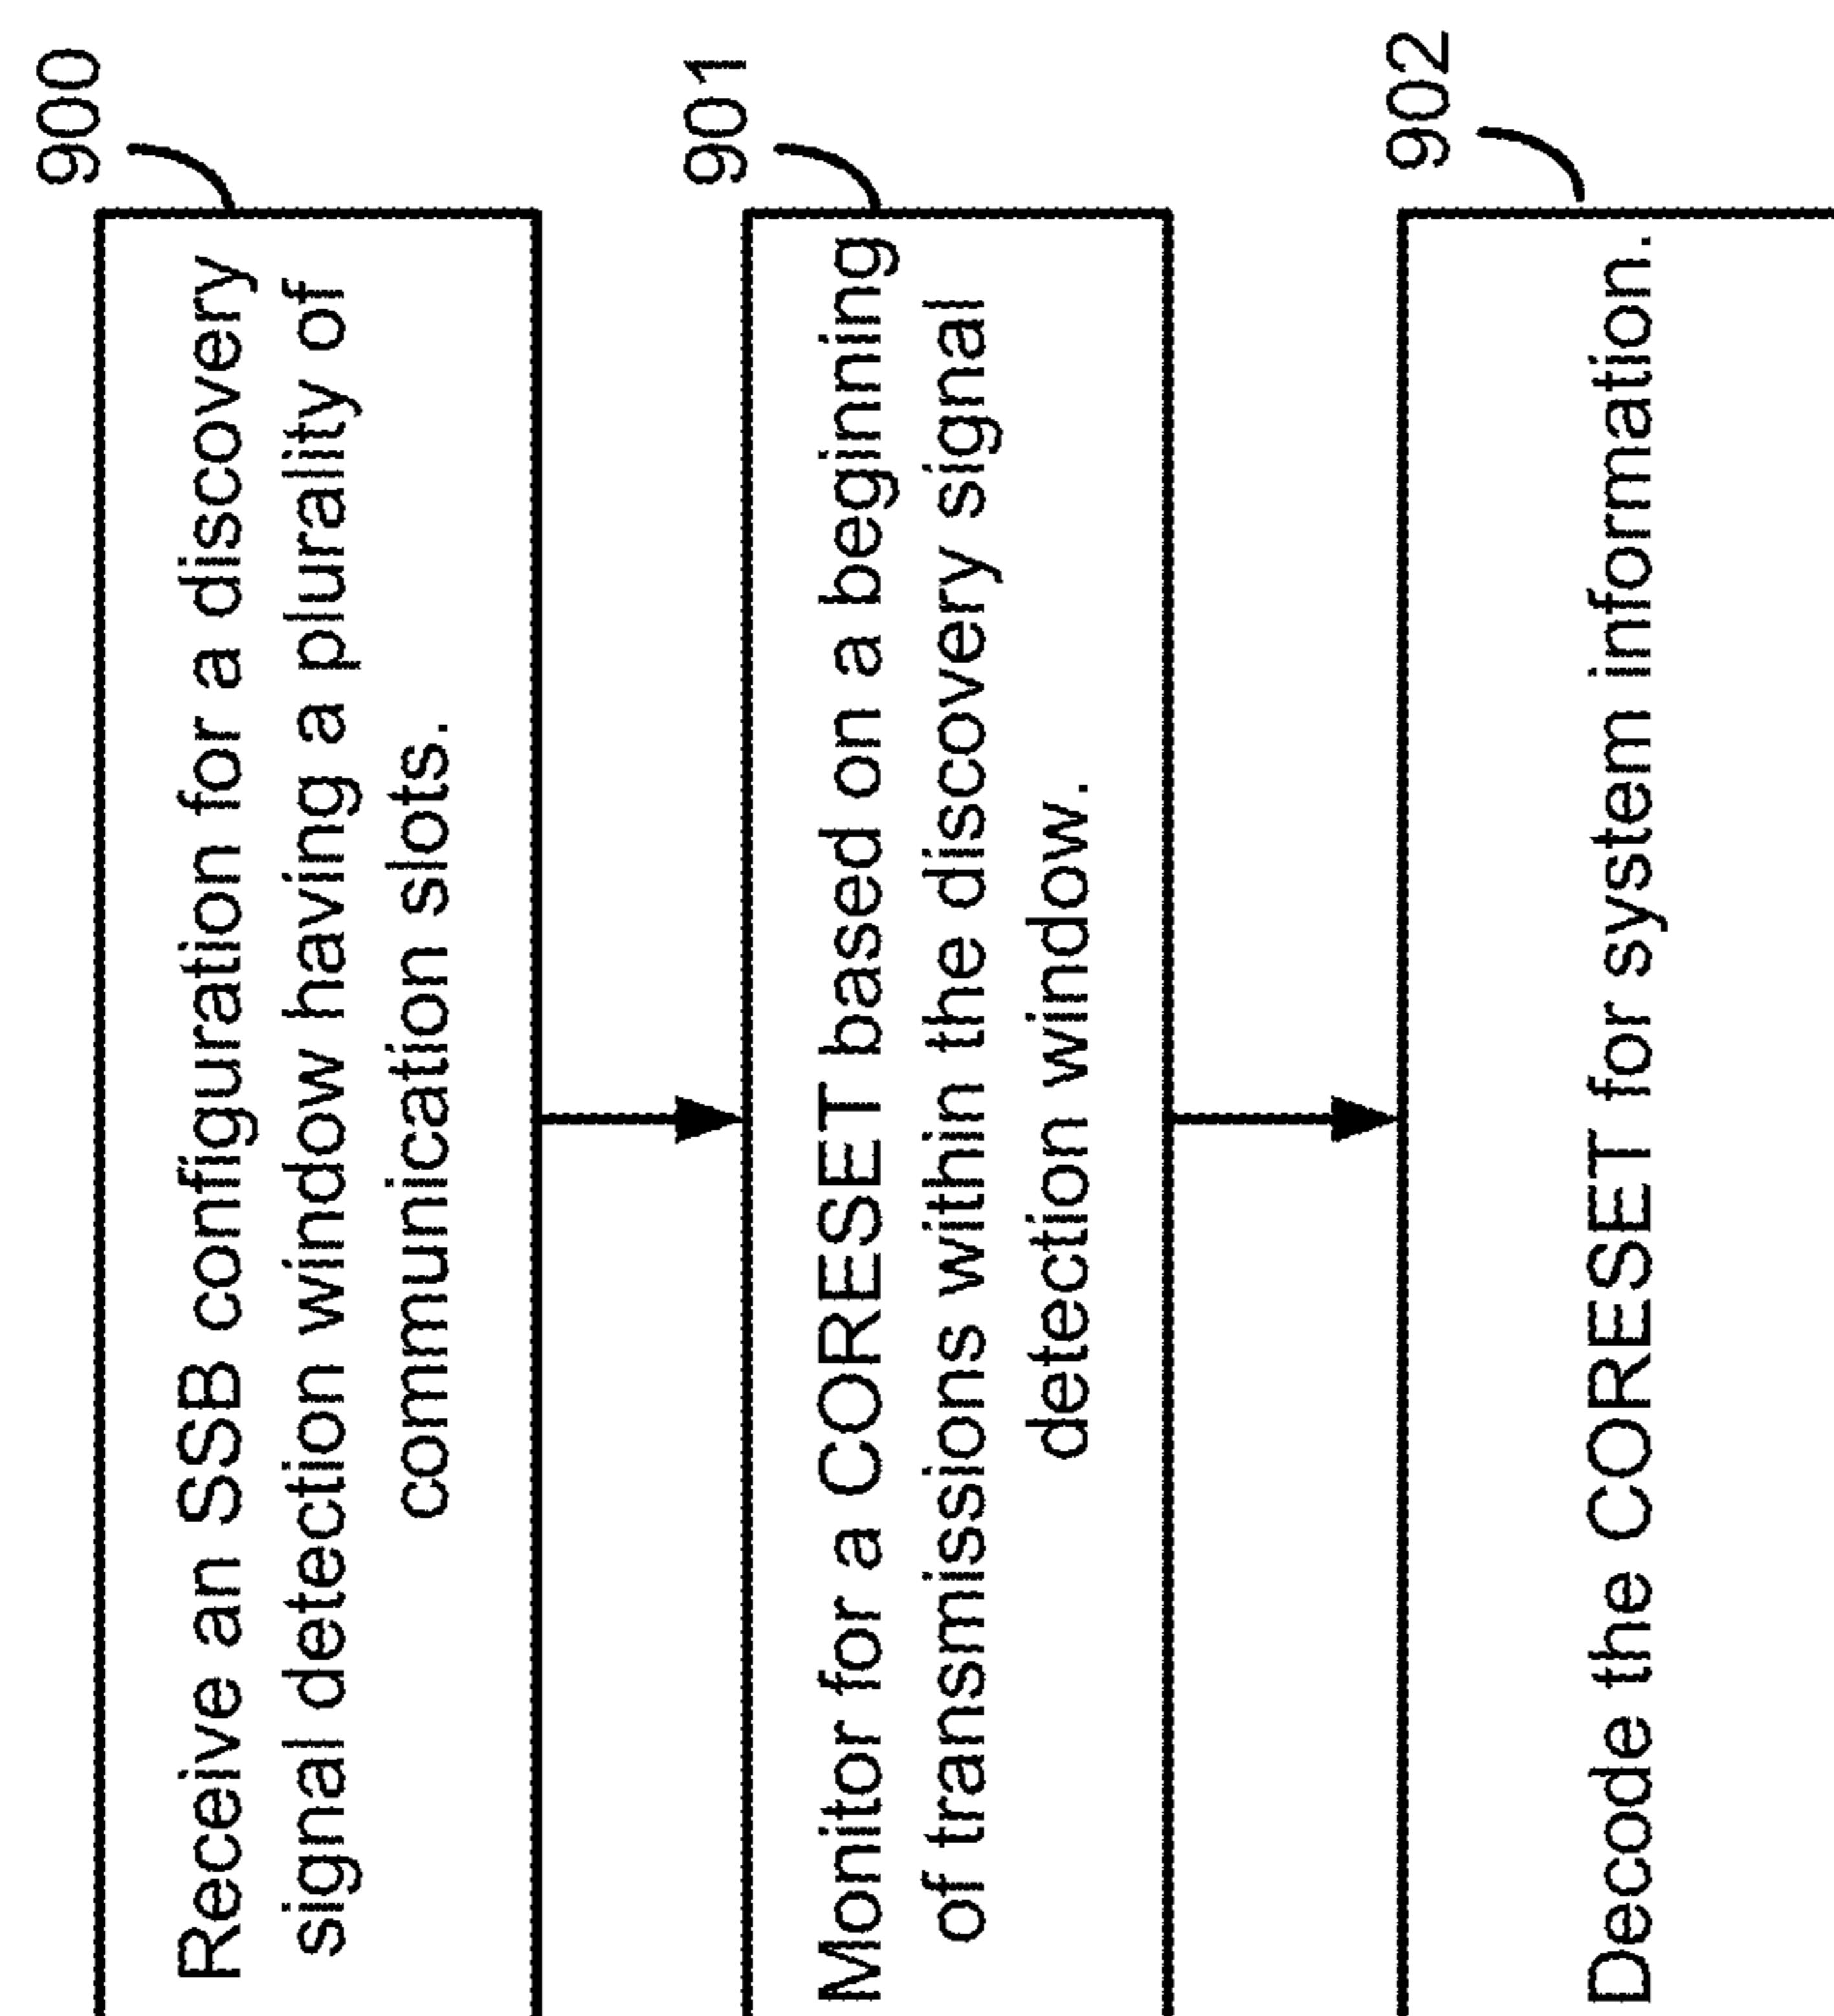 900
Receive an SSB configuration for a discovery
signal detection window having a plurality of
communication slots.
901
Monitor for a CORESET based on a beginning
of transmissions within the discovery signal
detection window.
902
Decode the CORESET for system information.